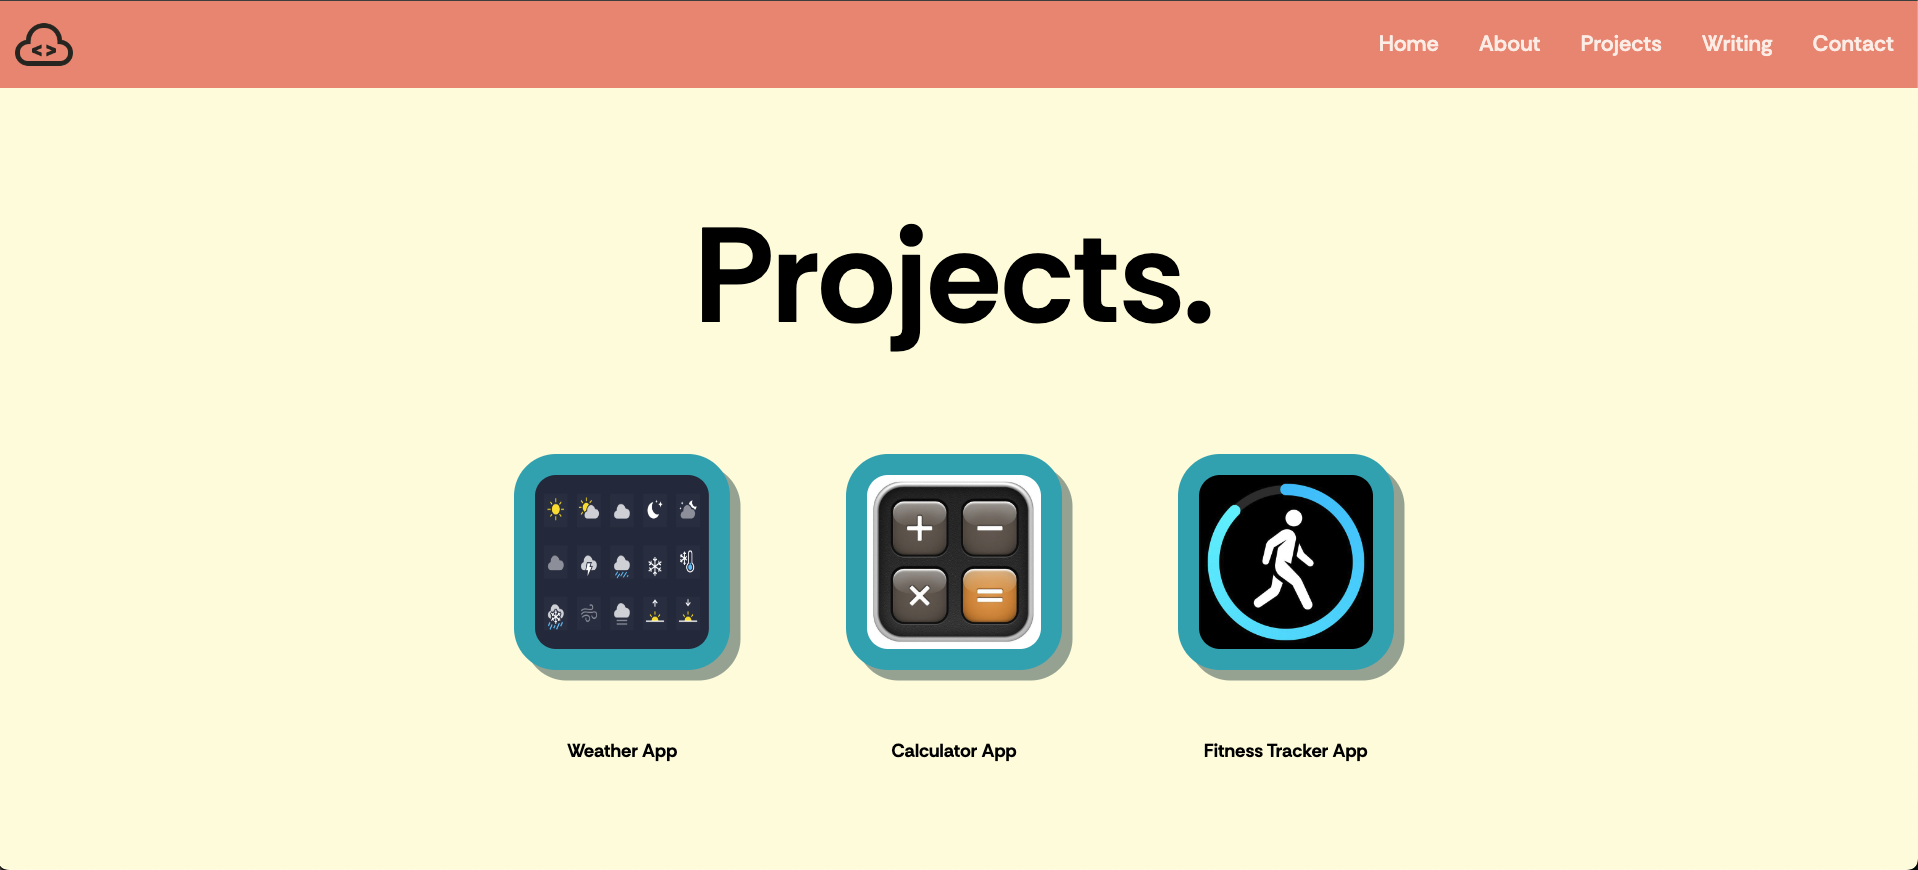 Home About Projects Writing Contact
Projects.
Weather App Calculator App Fitness Tracker App